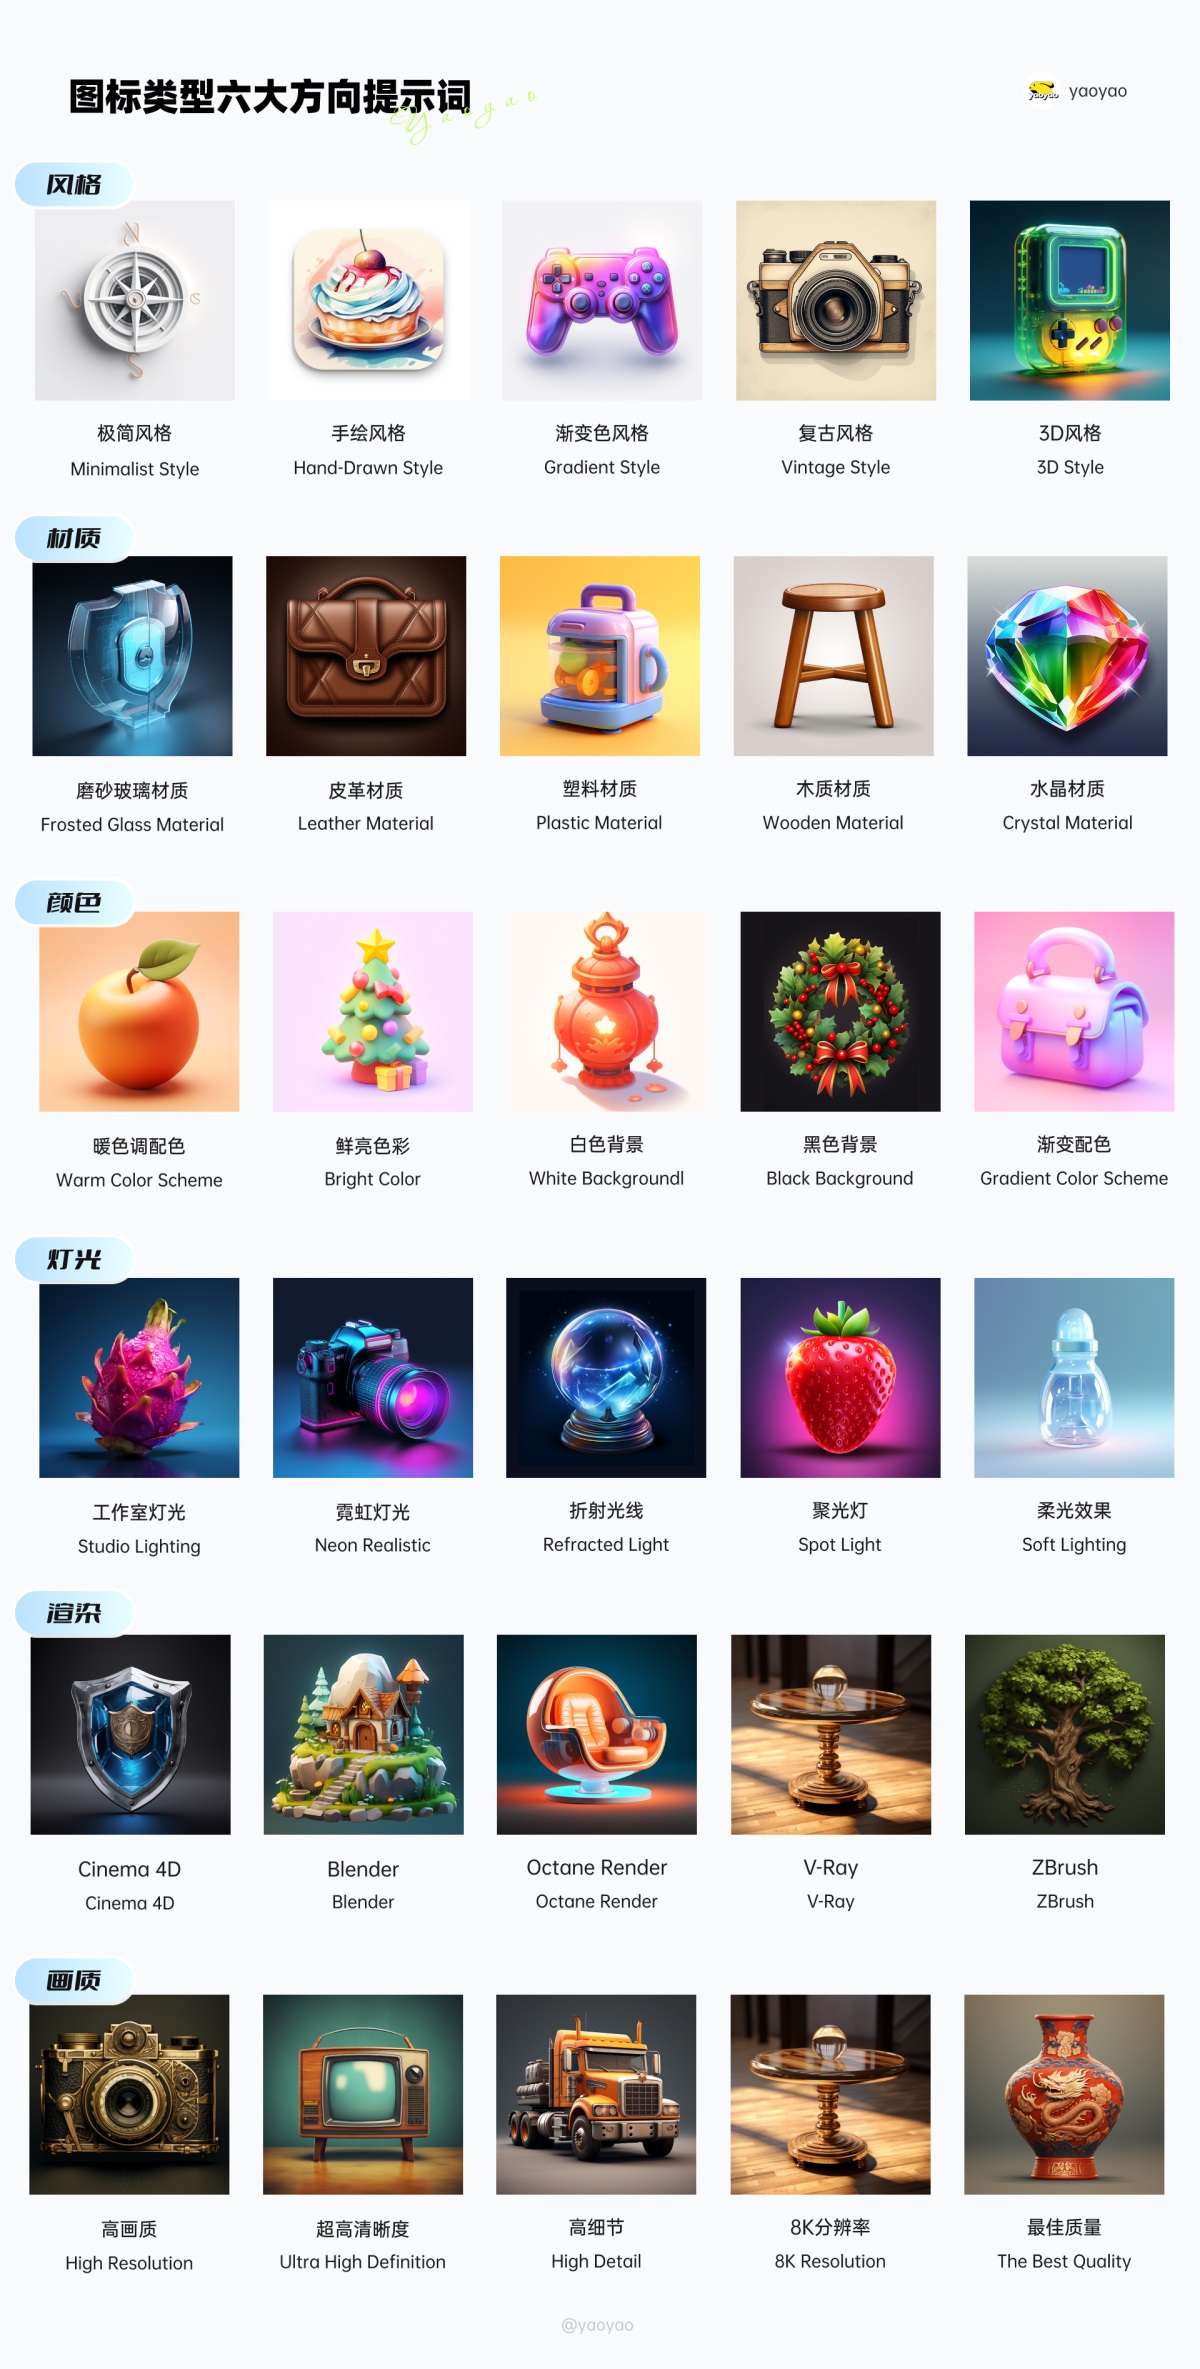 图标类型六大方向提示词
Yaoyao
yaoyao
yaoyao
风格
N
S
极简风格
手绘风格
渐变色风格
复古风格
3D风格
Minimalist Style
Hand-Drawn Style
Gradient Style
Vintage Style
3D Style
材质
磨砂玻璃材质
皮革材质
塑料材质
木质材质
水晶材质
Frosted Glass Material
Leather Material
Plastic Material
Wooden Material
Crystal Material
颜色
暖色调配色
鲜亮色彩
白色背景
黑色背景
渐变配色
Warm Color Scheme
Bright Color
White Backgroundl
Black Background
Gradient Color Scheme
灯光
工作室灯光
霓虹灯光
折射光线
聚光灯
柔光效果
Studio Lighting
Neon Realistic
Refracted Light
Spot Light
Soft Lighting
渲染
Cinema 4D
Blender
Octane Render
V-Ray
ZBrush
Cinema 4D
Blender
Octane Render
V-Ray
ZBrush
画质
高画质
超高清晰度
高细节
8K分辨率
最佳质量
High Resolution
Ultra High Definition
High Detail
8K Resolution
The Best Quality
@yaoyao